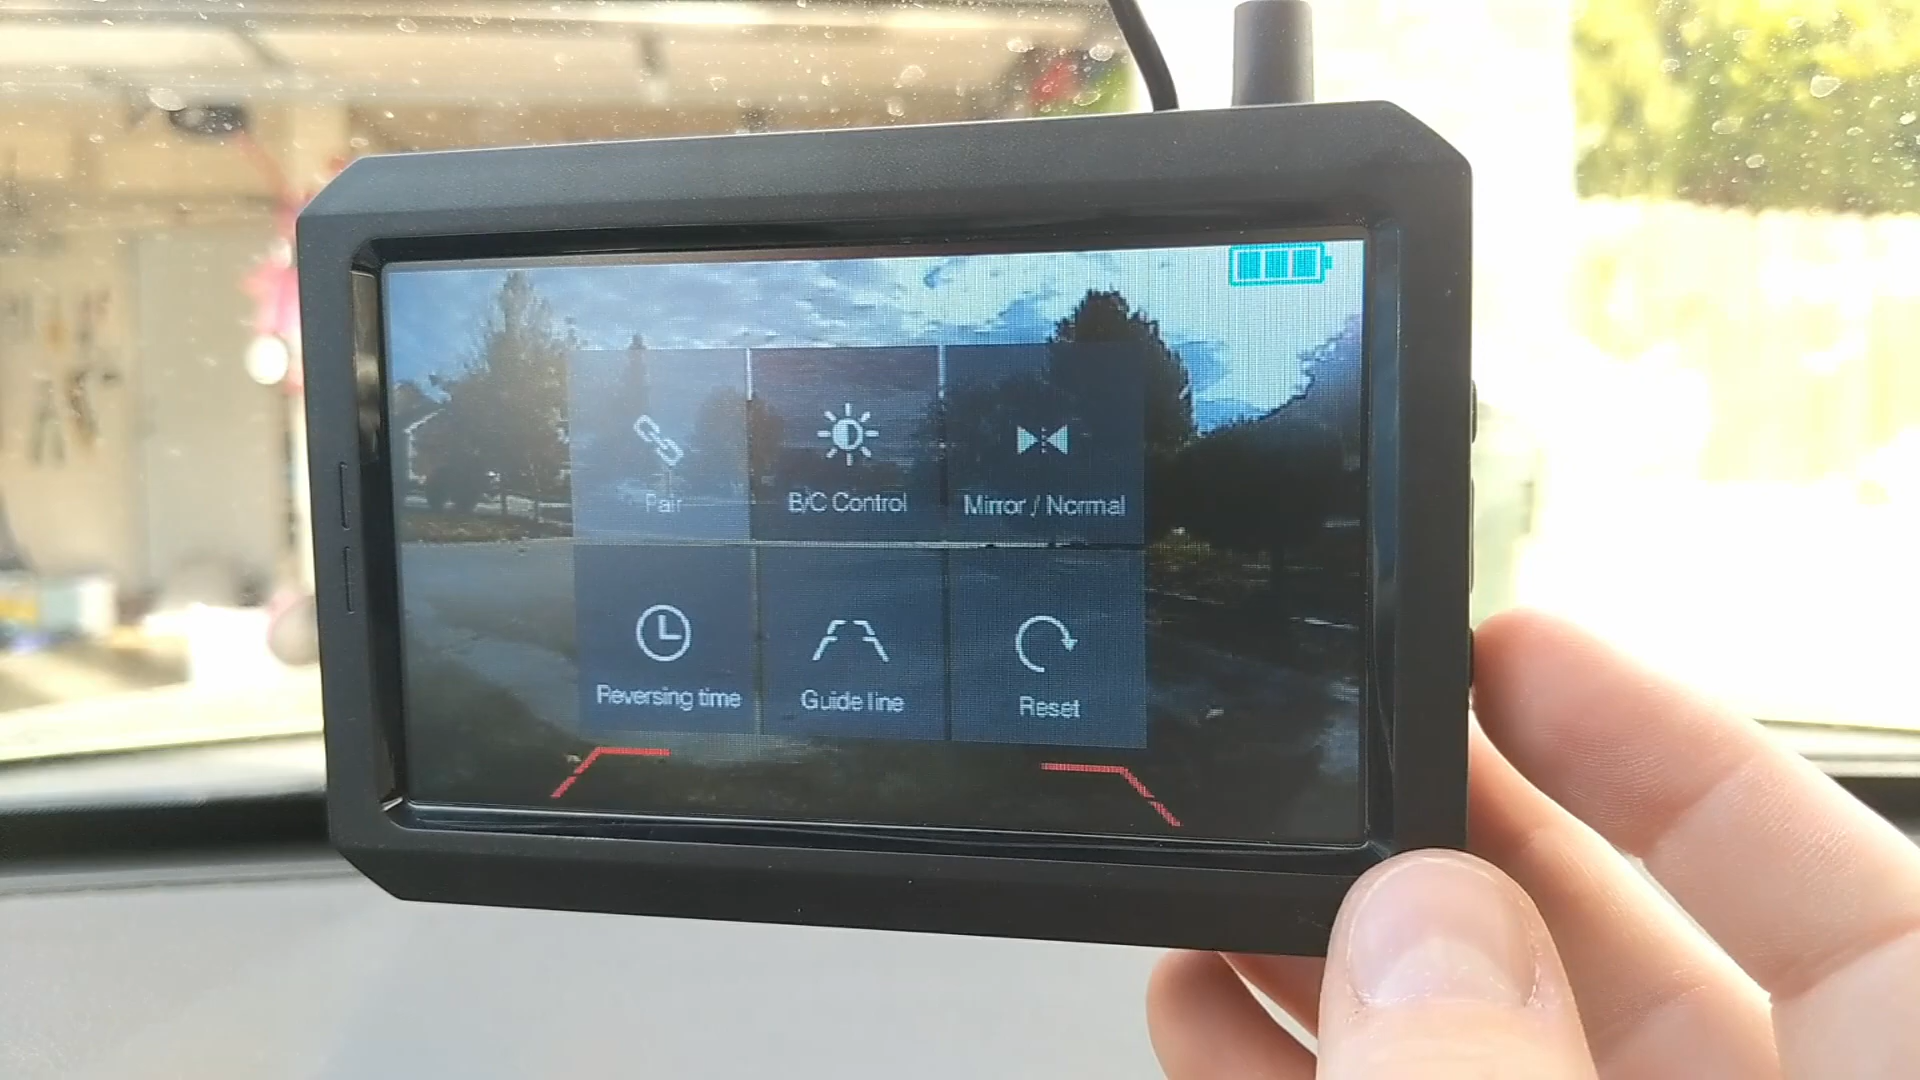 Pair
B/C Control
Mirror / Normal
Reversing time
Guide line
Reset